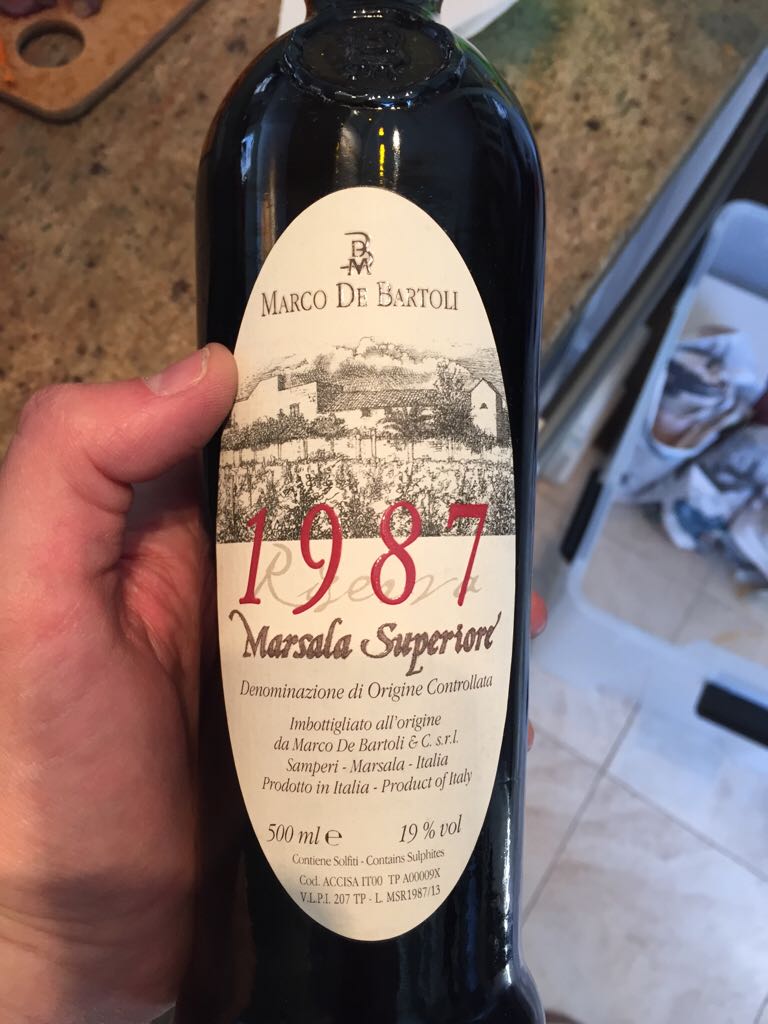 BM
MARCO DE BARTOLI
1987
Riserva
Marsala Superiore
Denominazione di Origine Controllata
Imbottigliato all'origine
da Marco De Bartoli & C. s.r.l.
Samperi - Marsala - Italia
Prodotto in Italia - Product of Italy
500 ml e 19 % vol
Contiene Solfiti - Contains Sulphites
Cod. ACCISA IT00 TP A00009X
V.L.P.I. 207 TP - L. MSR1987/13